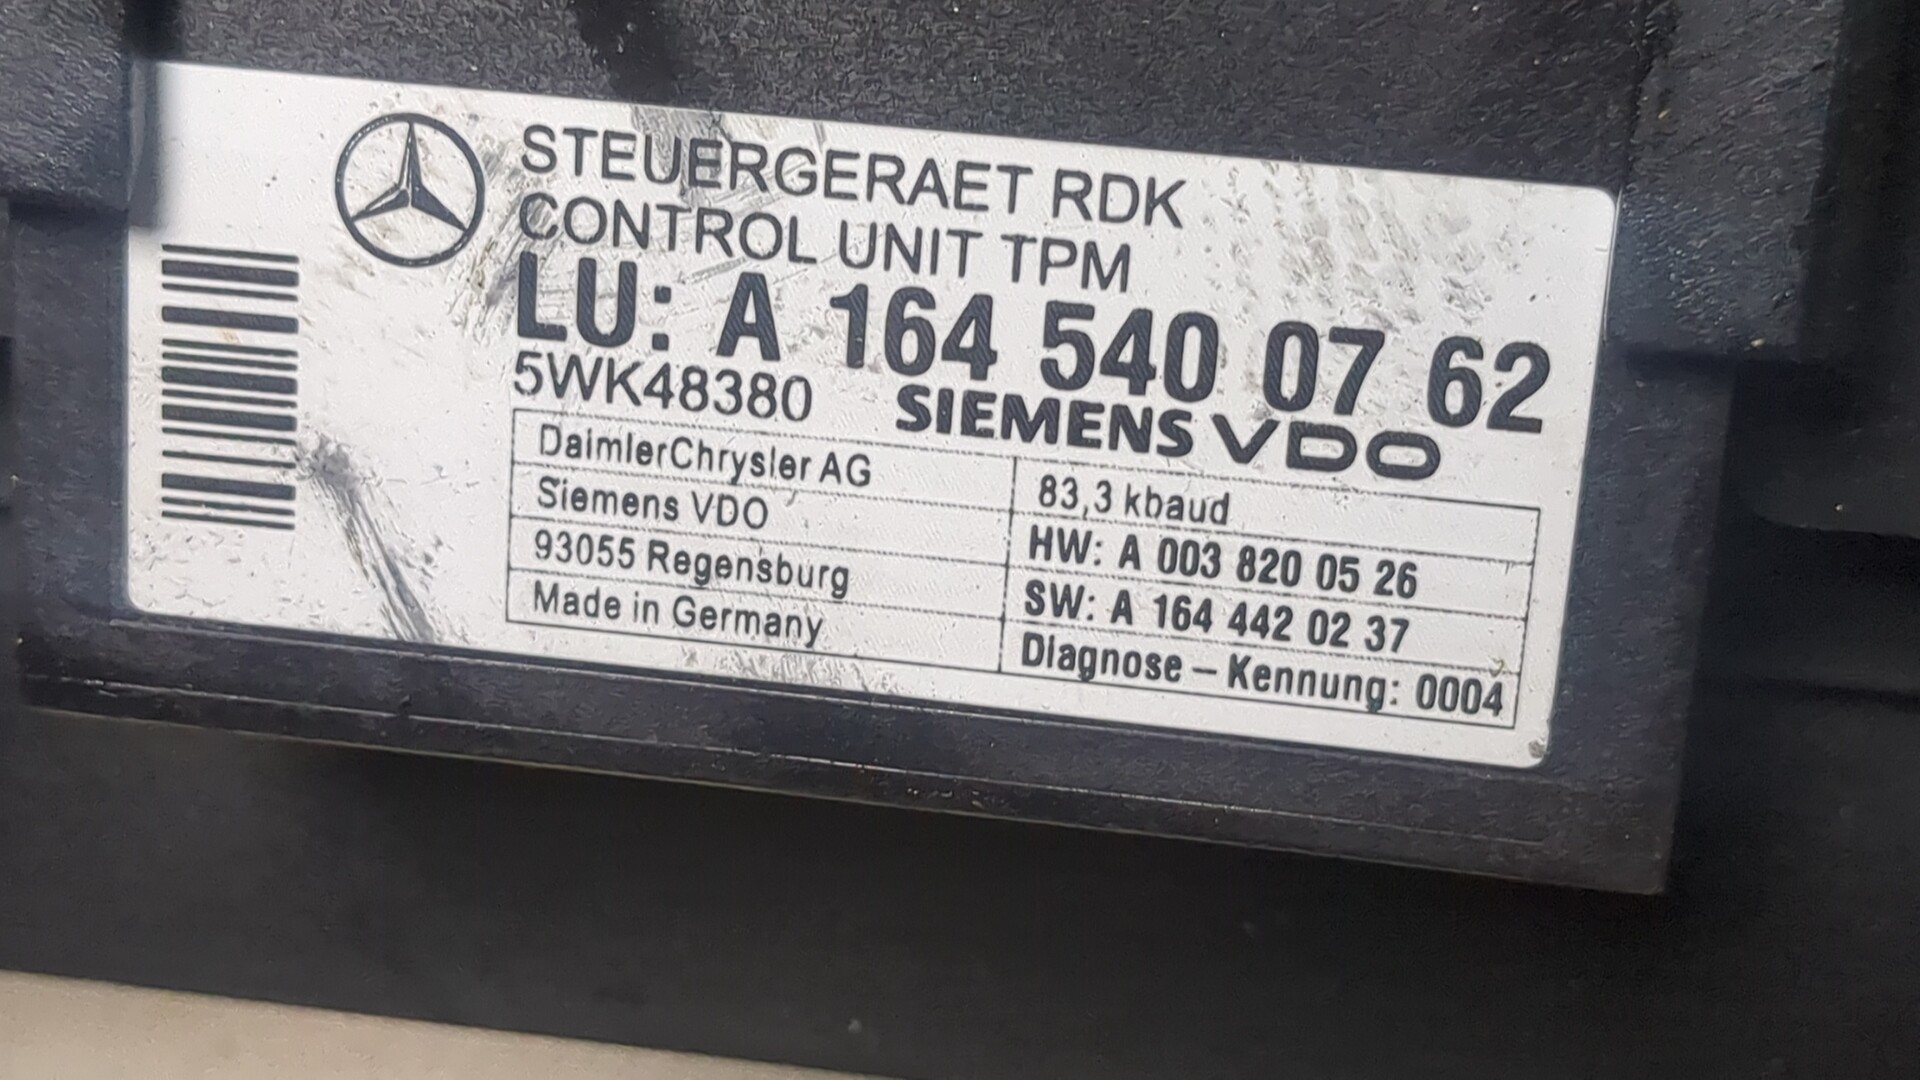 STEUERGERAET RDK
CONTROL UNIT TPM
LU: A 164 540 07 62
5WK48380 SIEMENS VDO
DaimlerChrysler AG
Siemens VDO
93055 Regensburg
Made in Germany
83,3 kbaud
HW: A 003 820 05 26
SW: A 164 442 02 37
Diagnose – Kennung: 0004